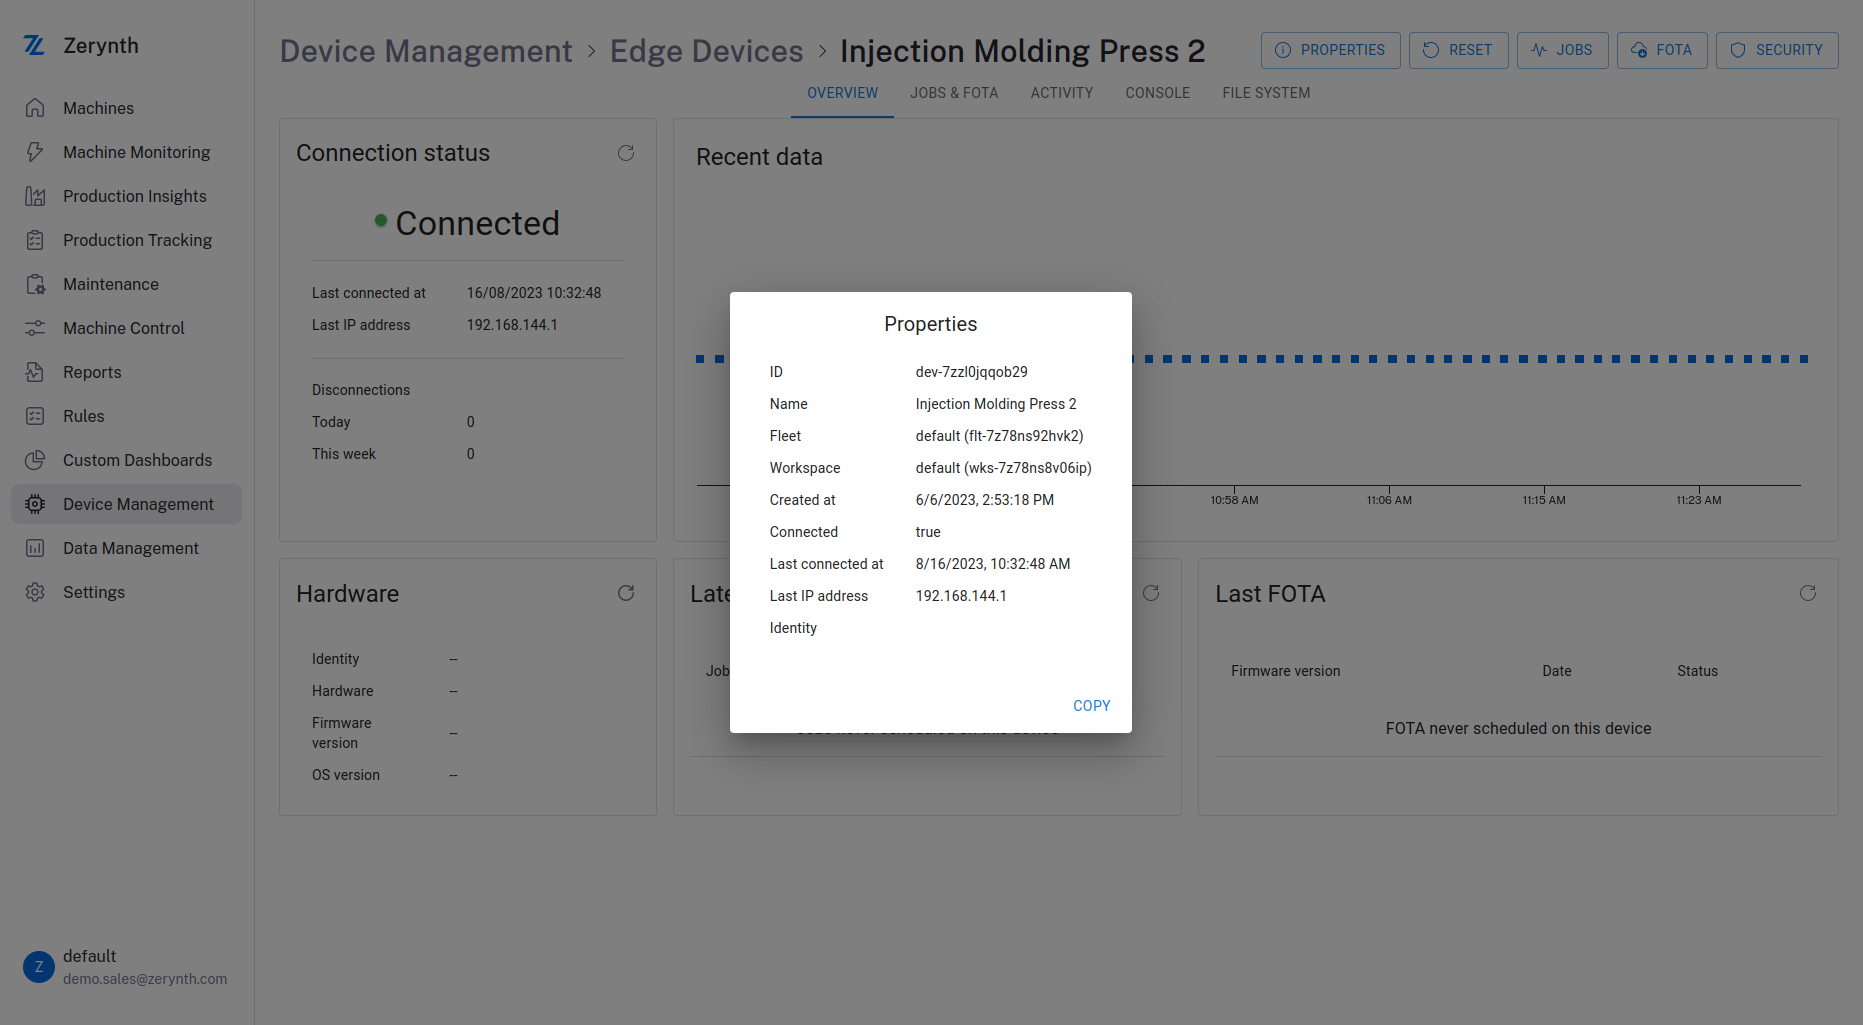 Zerynth
Machines
Machine Monitoring
Production Insights
Production Tracking
Maintenance
Machine Control
Reports
Rules
Custom Dashboards
Device Management
Data Management
Settings
Z
default
demo.sales@zerynth.com
Device Management > Edge Devices > Injection Molding Press 2
PROPERTIES RESET JOBS FOTA SECURITY
OVERVIEW JOBS & FOTA ACTIVITY CONSOLE FILE SYSTEM
Connection status
Connected
Last connected at 16/08/2023 10:32:48
Last IP address 192.168.144.1
Disconnections
Today 0
This week 0
Recent data
10:58 AM 11:06 AM 11:15 AM 11:23 AM
Properties
ID dev-7zzl0jqqob29
Name Injection Molding Press 2
Fleet default (flt-7z78ns92hvk2)
Workspace default (wks-7z78ns8v06ip)
Created at 6/6/2023, 2:53:18 PM
Connected true
Last connected at 8/16/2023, 10:32:48 AM
Last IP address 192.168.144.1
Identity
COPY
Hardware
Identity --
Hardware --
Firmware
version --
OS version --
Late
Job
Last FOTA
Firmware version Date Status
FOTA never scheduled on this device